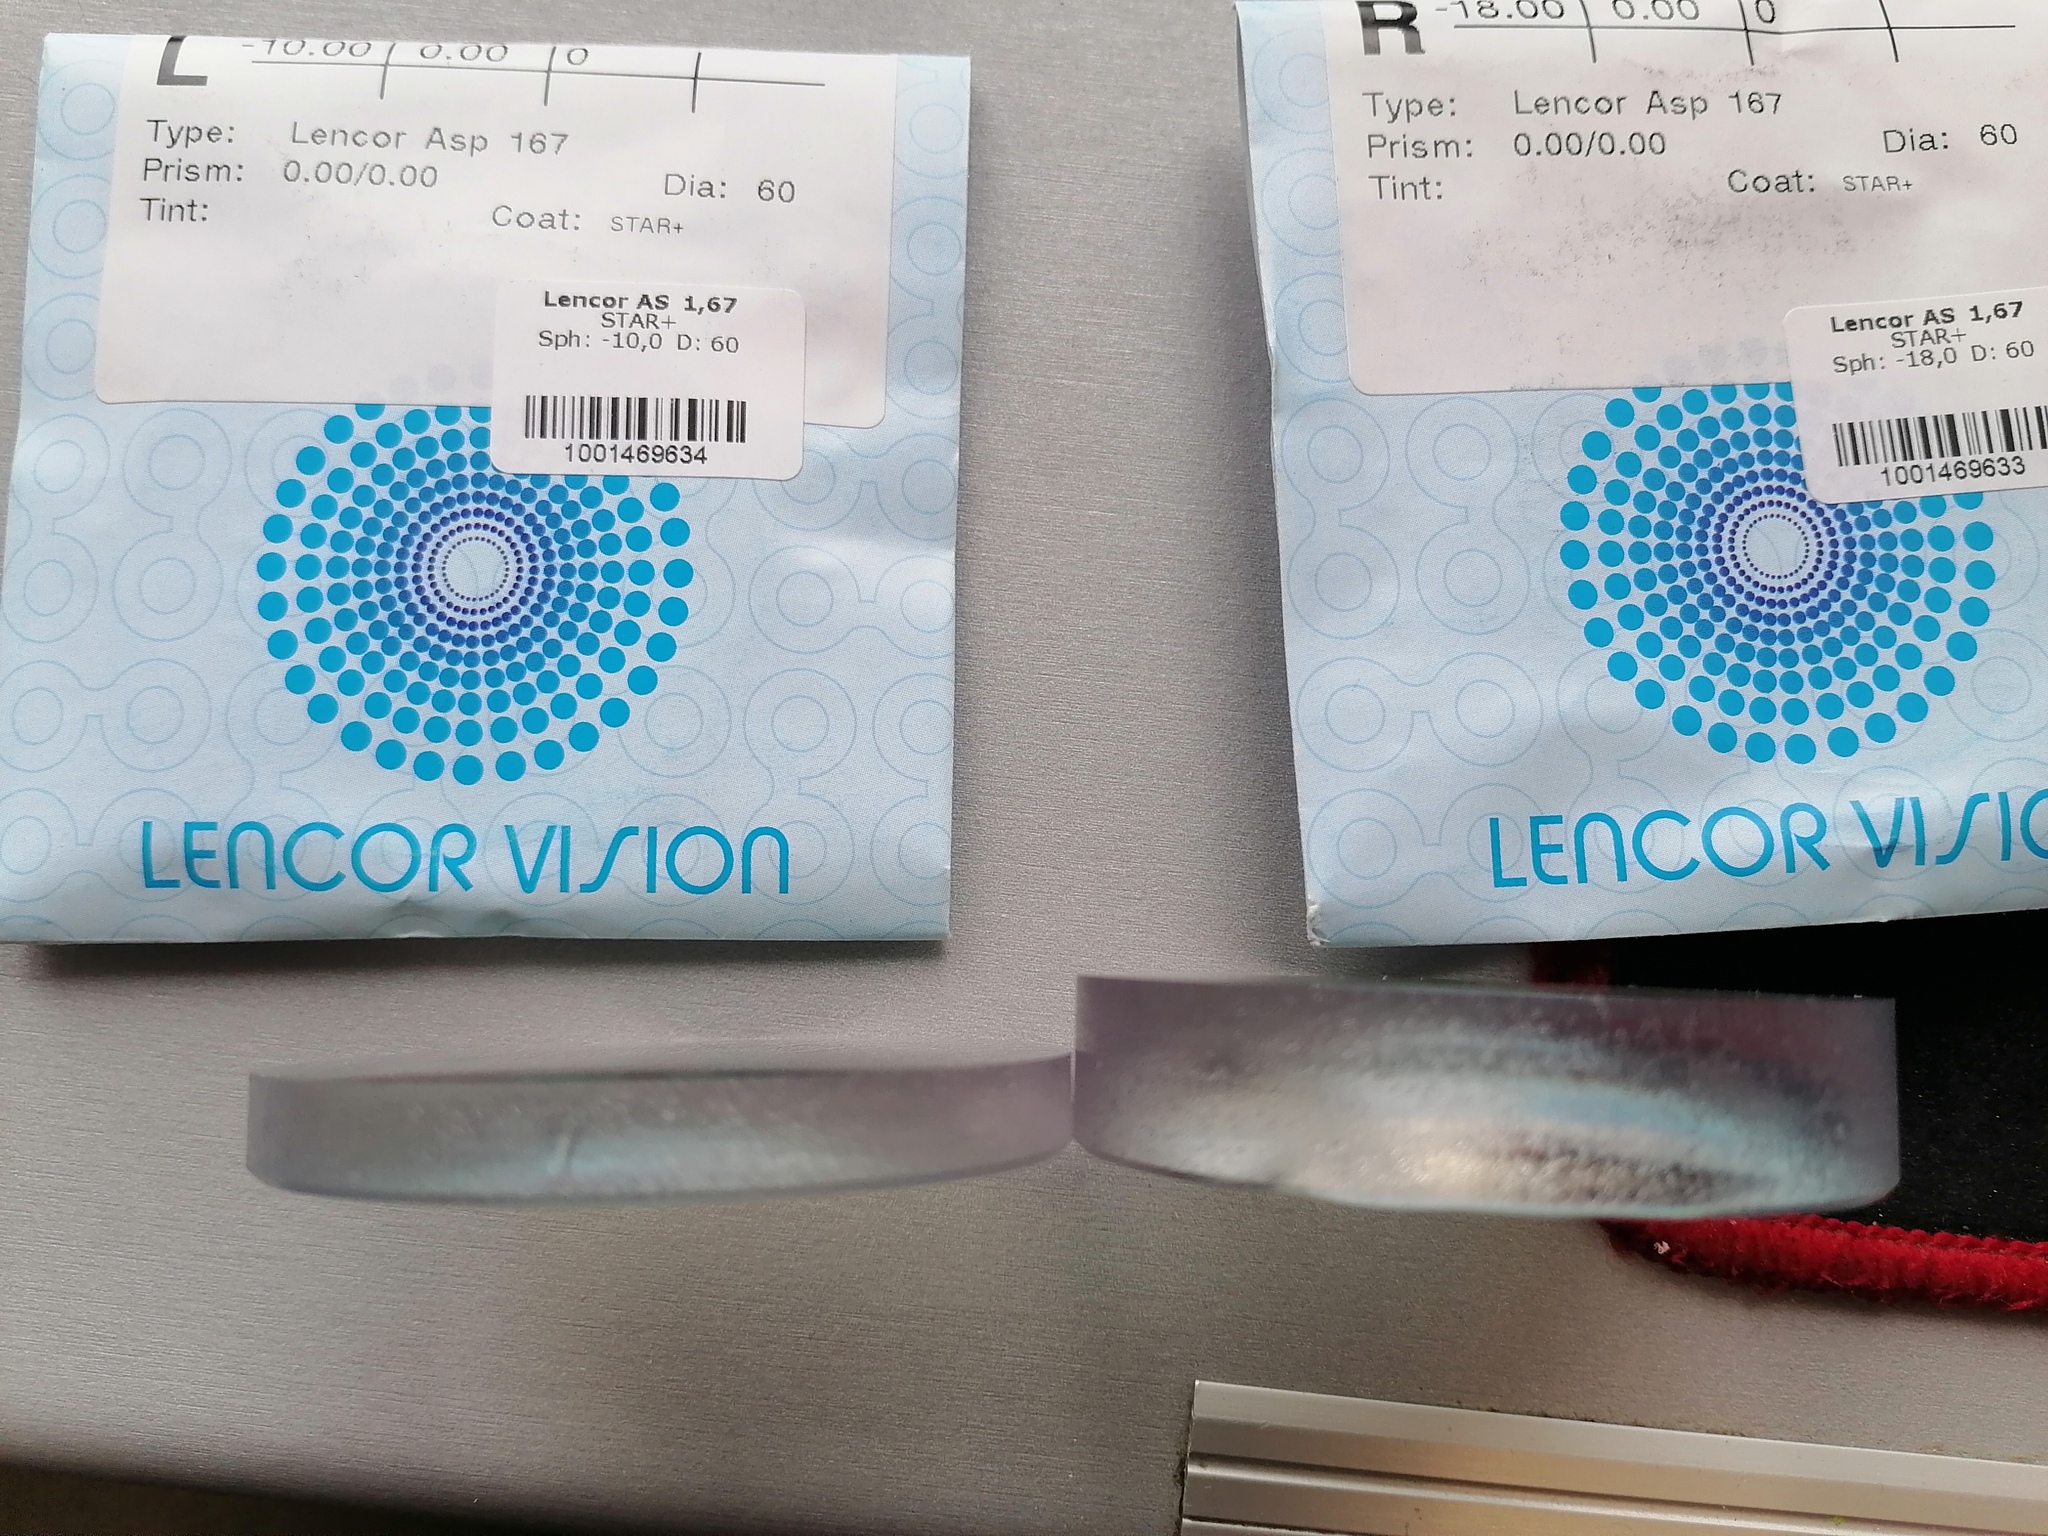 L -10.00 0.00 0
Type: Lencor Asp 167
Prism: 0.00/0.00 Dia: 60
Tint: Coat: STAR+
Lencor AS 1,67
STAR+
Sph: -10,0 D: 60
1001469634
LENCOR VISION
R -18.00 0.00 0
Type: Lencor Asp 167
Prism: 0.00/0.00 Dia: 60
Tint: Coat: STAR+
Lencor AS 1,67
STAR+
Sph: -18,0 D: 60
1001469633
LENCOR VISIO